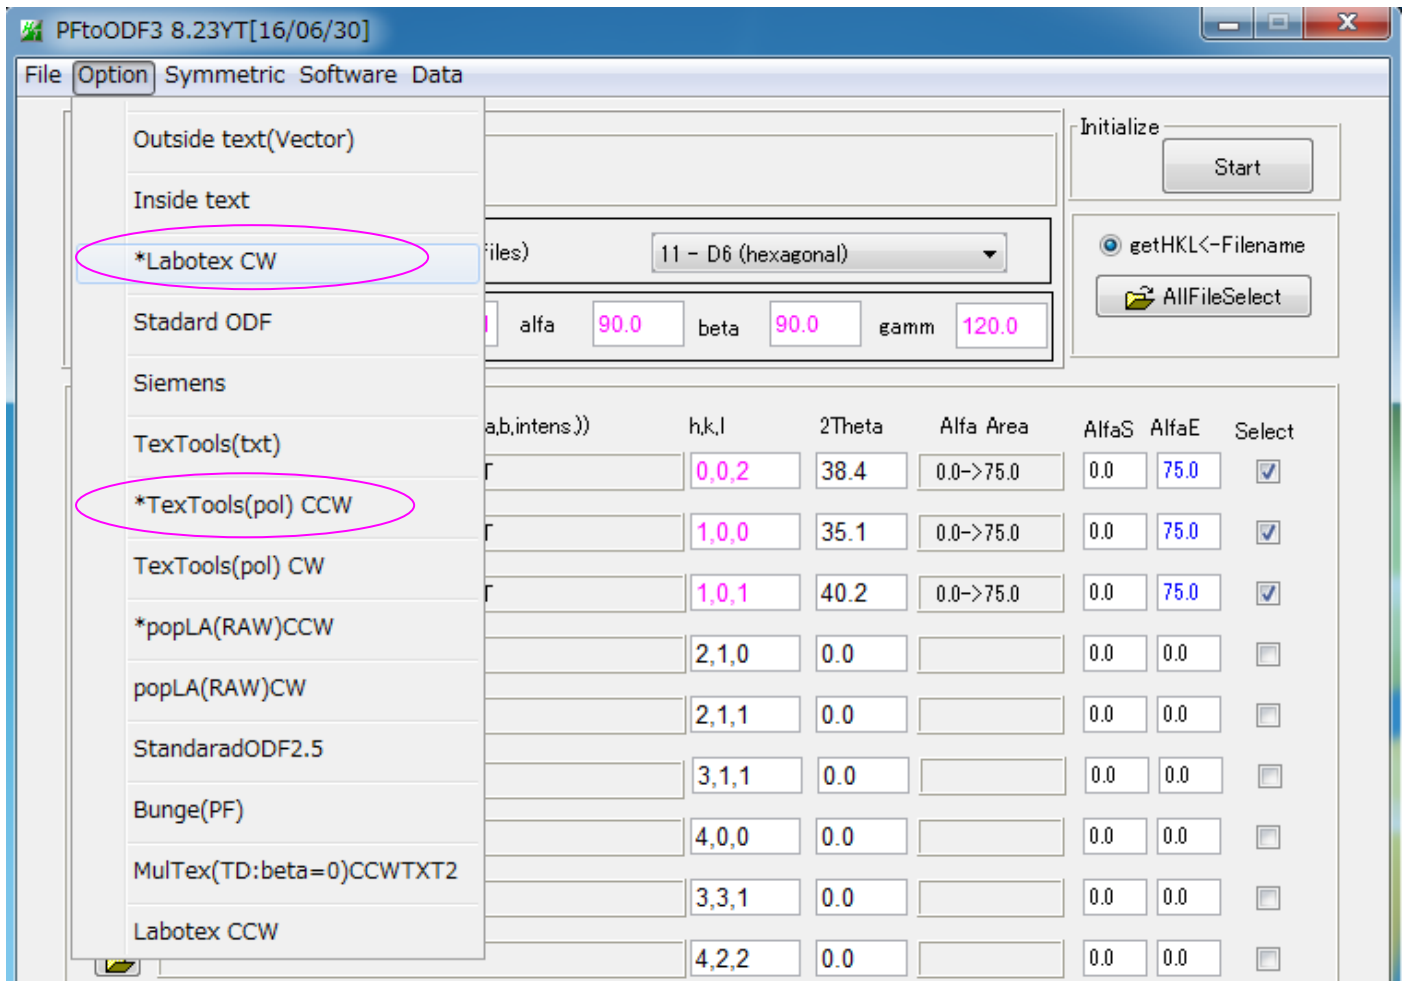 PFtoODF3 8.23YT[16/06/30]
File Option Symmetric Software Data
Outside text(Vector)
Inside text
*Labotex CW
Stadard ODF
Siemens
TexTools(txt)
*TexTools(pol) CCW
TexTools(pol) CW
*popLA(RAW)CCW
popLA(RAW)CW
StandaradODF2.5
Bunge(PF)
MulTex(TD:beta=0)CCWTXT2
Labotex CCW
Initialize
Start
iles)
11 - D6 (hexagonal)
getHKL<-Filename
AllFileSelect
alfa 90.0 beta 90.0 gamm 120.0
a,b,intens.)) h,k,l 2Theta Alfa Area AlfaS AlfaE Select
T 0,0,2 38.4 0.0->75.0 0.0 75.0
T 1,0,0 35.1 0.0->75.0 0.0 75.0
T 1,0,1 40.2 0.0->75.0 0.0 75.0
2,1,0 0.0 0.0 0.0
2,1,1 0.0 0.0 0.0
3,1,1 0.0 0.0 0.0
4,0,0 0.0 0.0 0.0
3,3,1 0.0 0.0 0.0
4,2,2 0.0 0.0 0.0